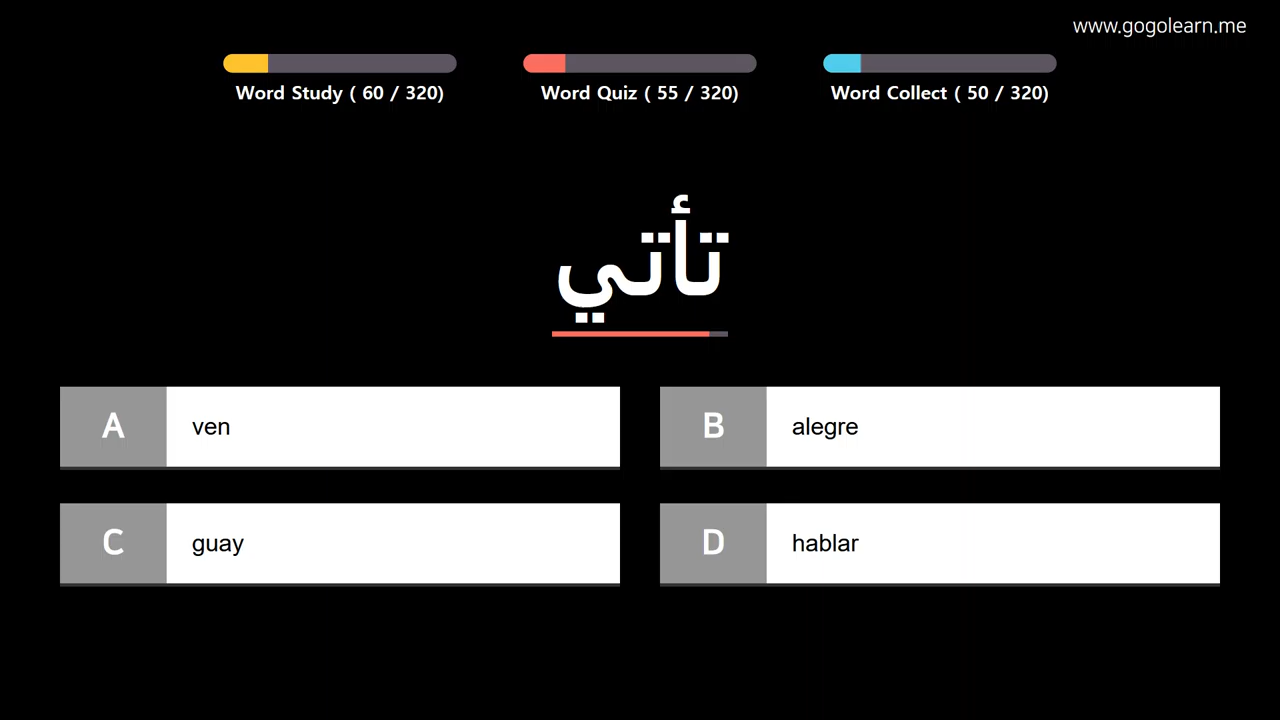 www.gogolearn.me
Word Study ( 60 / 320)
Word Quiz ( 55 / 320)
Word Collect ( 50 / 320)
تأتي
A ven
B alegre
C guay
D hablar